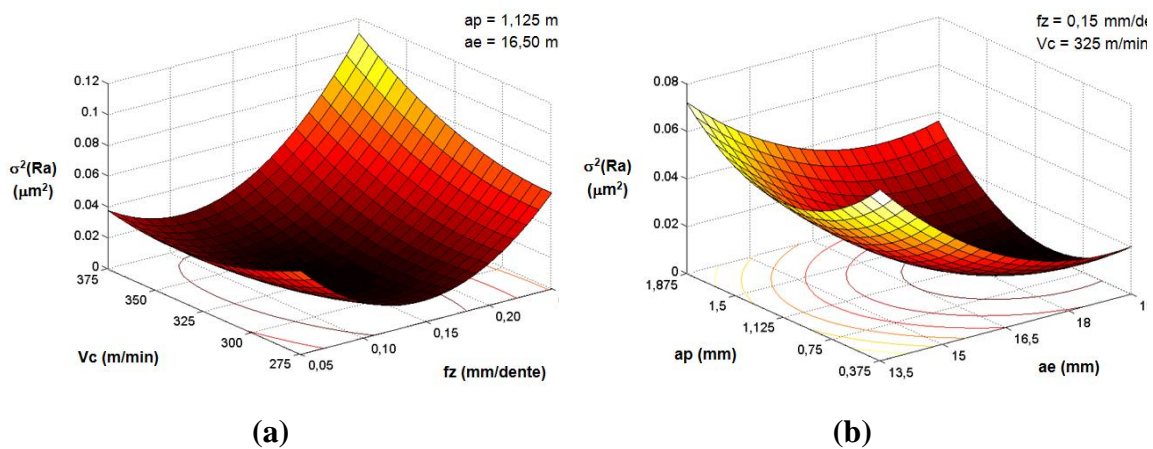 ap = 1,125 m
ae = 16,50 m
0.12
0.1
0.08
0.06
0.04
0.02
0
σ²(Ra)
(μm²)
375
350
325
300
275
Vc (m/min)
0,05
0,10
0,15
0,20
fz (mm/dente)
(a)
fz = 0,15 mm/de
Vc = 325 m/min
0.08
0.06
0.04
0.02
0
σ²(Ra)
(μm²)
1,875
1,5
1,125
0,75
0,375
ap (mm)
13,5
15
16,5
18
1
ae (mm)
(b)